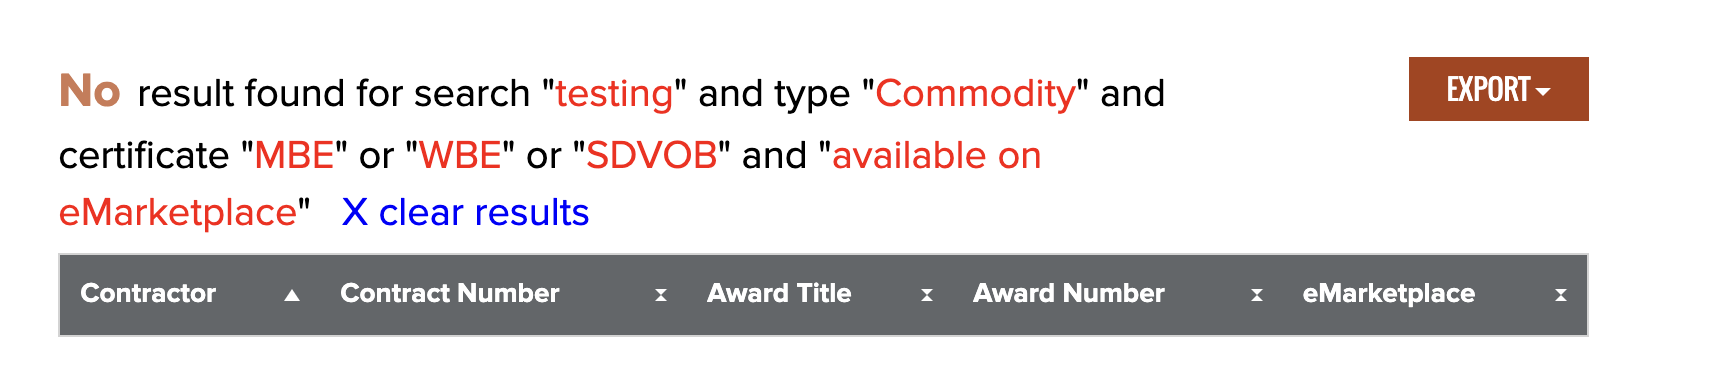 No result found for search "testing" and type "Commodity" and
certificate "MBE" or "WBE" or "SDVOB" and "available on
eMarketplace" X clear results
EXPORT
Contractor Contract Number Award Title Award Number eMarketplace